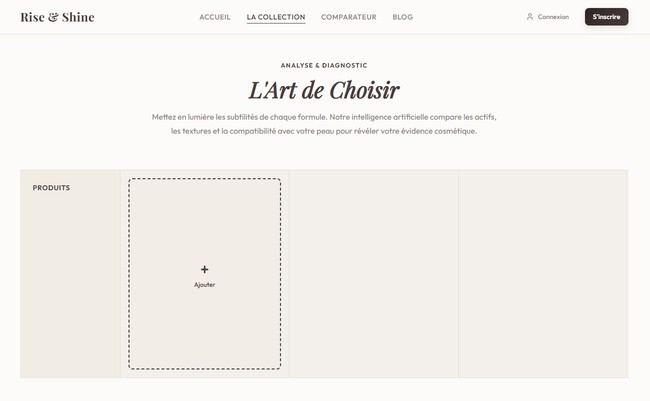 Rise & Shine
ACCUEIL
LA COLLECTION
COMPARATEUR
BLOG
Connexion
S'inscrire
ANALYSE & DIAGNOSTIC
L'Art de Choisir
Mettez en lumière les subtilités de chaque formule. Notre intelligence artificielle compare les actifs,
les textures et la compatibilité avec votre peau pour révéler votre évidence cosmétique.
PRODUITS
+
Ajouter